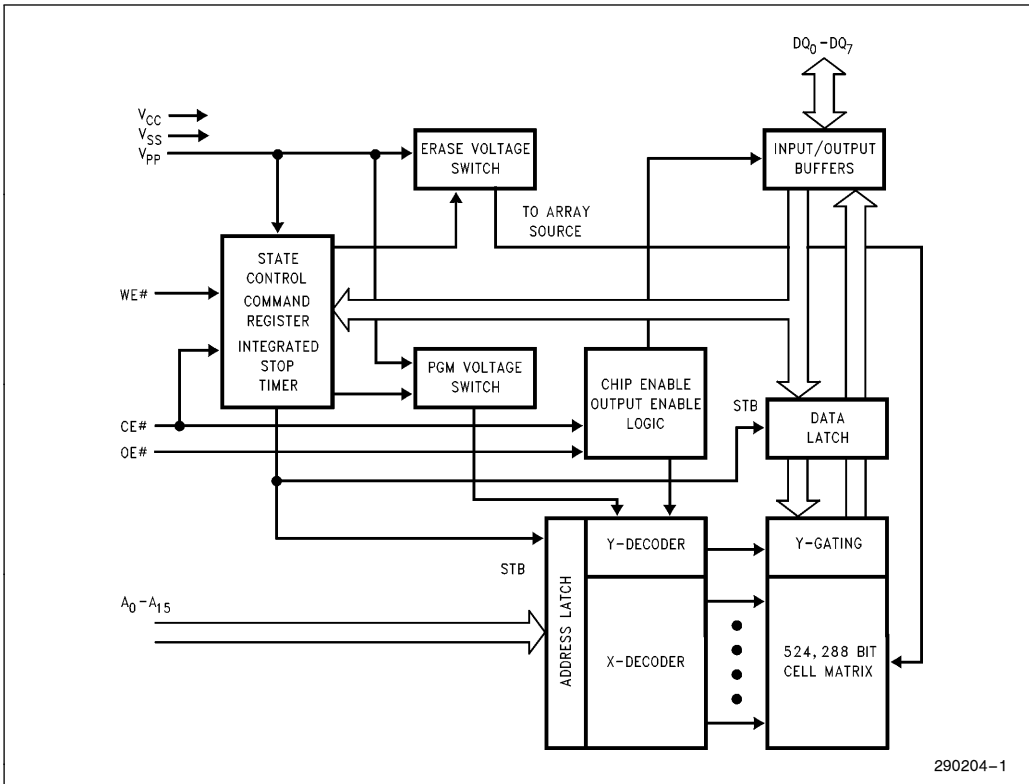 DQ0-DQ7
VCC
VSS
VPP
ERASE VOLTAGE
SWITCH
INPUT/OUTPUT
BUFFERS
TO ARRAY
SOURCE
STATE
CONTROL
COMMAND
REGISTER
INTEGRATED
STOP
TIMER
WE#
PGM VOLTAGE
SWITCH
CHIP ENABLE
OUTPUT ENABLE
LOGIC
STB
DATA
LATCH
CE#
OE#
STB
ADDRESS LATCH
Y-DECODER
Y-GATING
A0-A15
X-DECODER
524,288 BIT
CELL MATRIX
290204-1